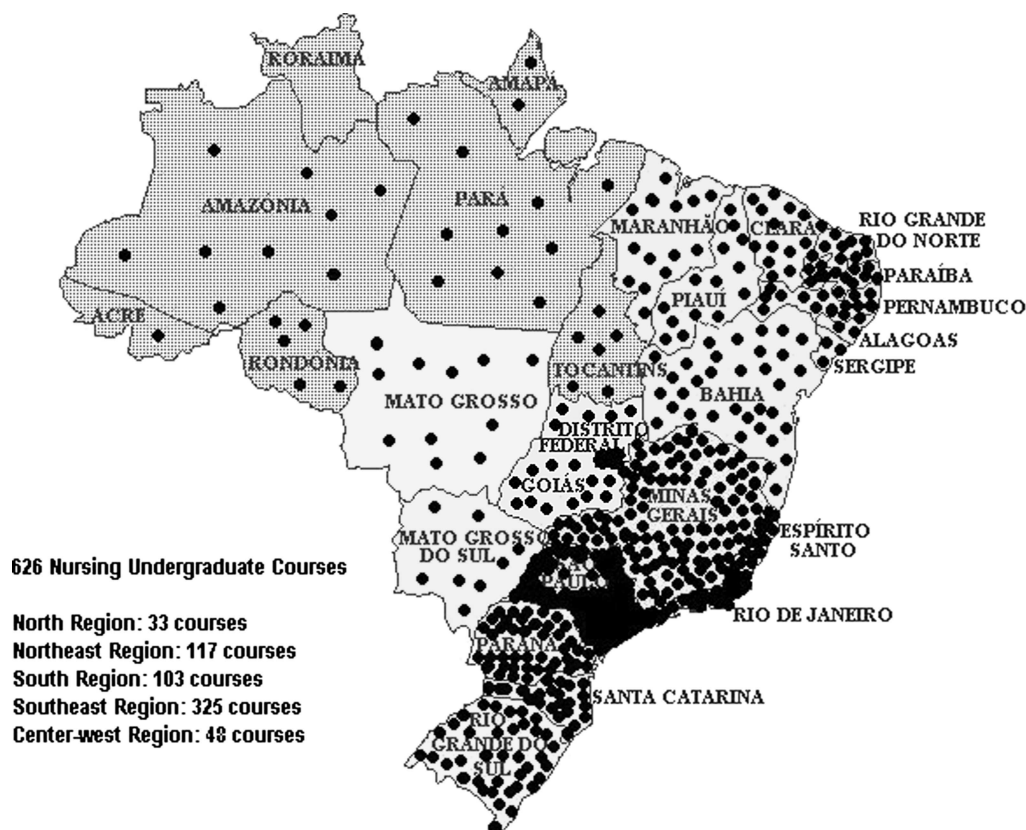 RORAIMA
AMAPÁ
AMAZÔNIA
PARÁ
MARANHÃO
CEARÁ
RIO GRANDE
DO NORTE
PARAÍBA
PIAUÍ
PERNAMBUCO
ACRE
ALAGOAS
RONDONIA
TOCANTINS
SERGIPE
BAHIA
MATO GROSSO
DISTRITO
FEDERAL
GOIÁS
MINAS
GERAIS
ESPÍRITO
SANTO
MATO GROSSO
DO SUL
SÃO
PAULO
RIO DE JANEIRO
PARANÁ
SANTA CATARINA
RIO
GRANDE DO
SUL
626 Nursing Undergraduate Courses
North Region: 33 courses
Northeast Region: 117 courses
South Region: 103 courses
Southeast Region: 325 courses
Center-west Region: 48 courses